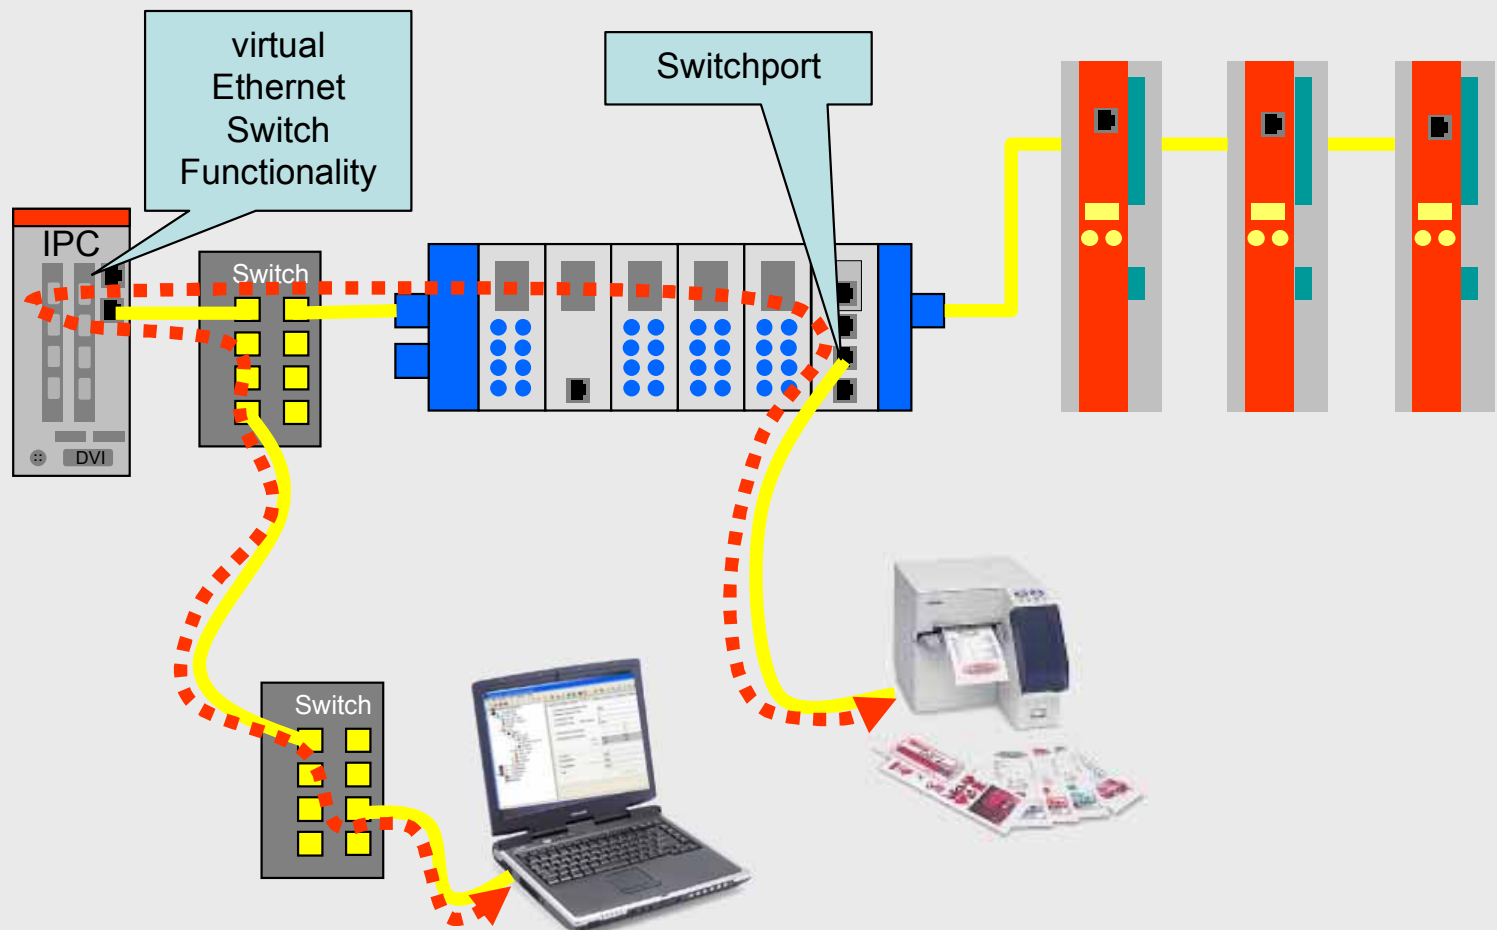 virtual
Ethernet
Switch
Functionality
Switchport
IPC
Switch
DVI
Switch